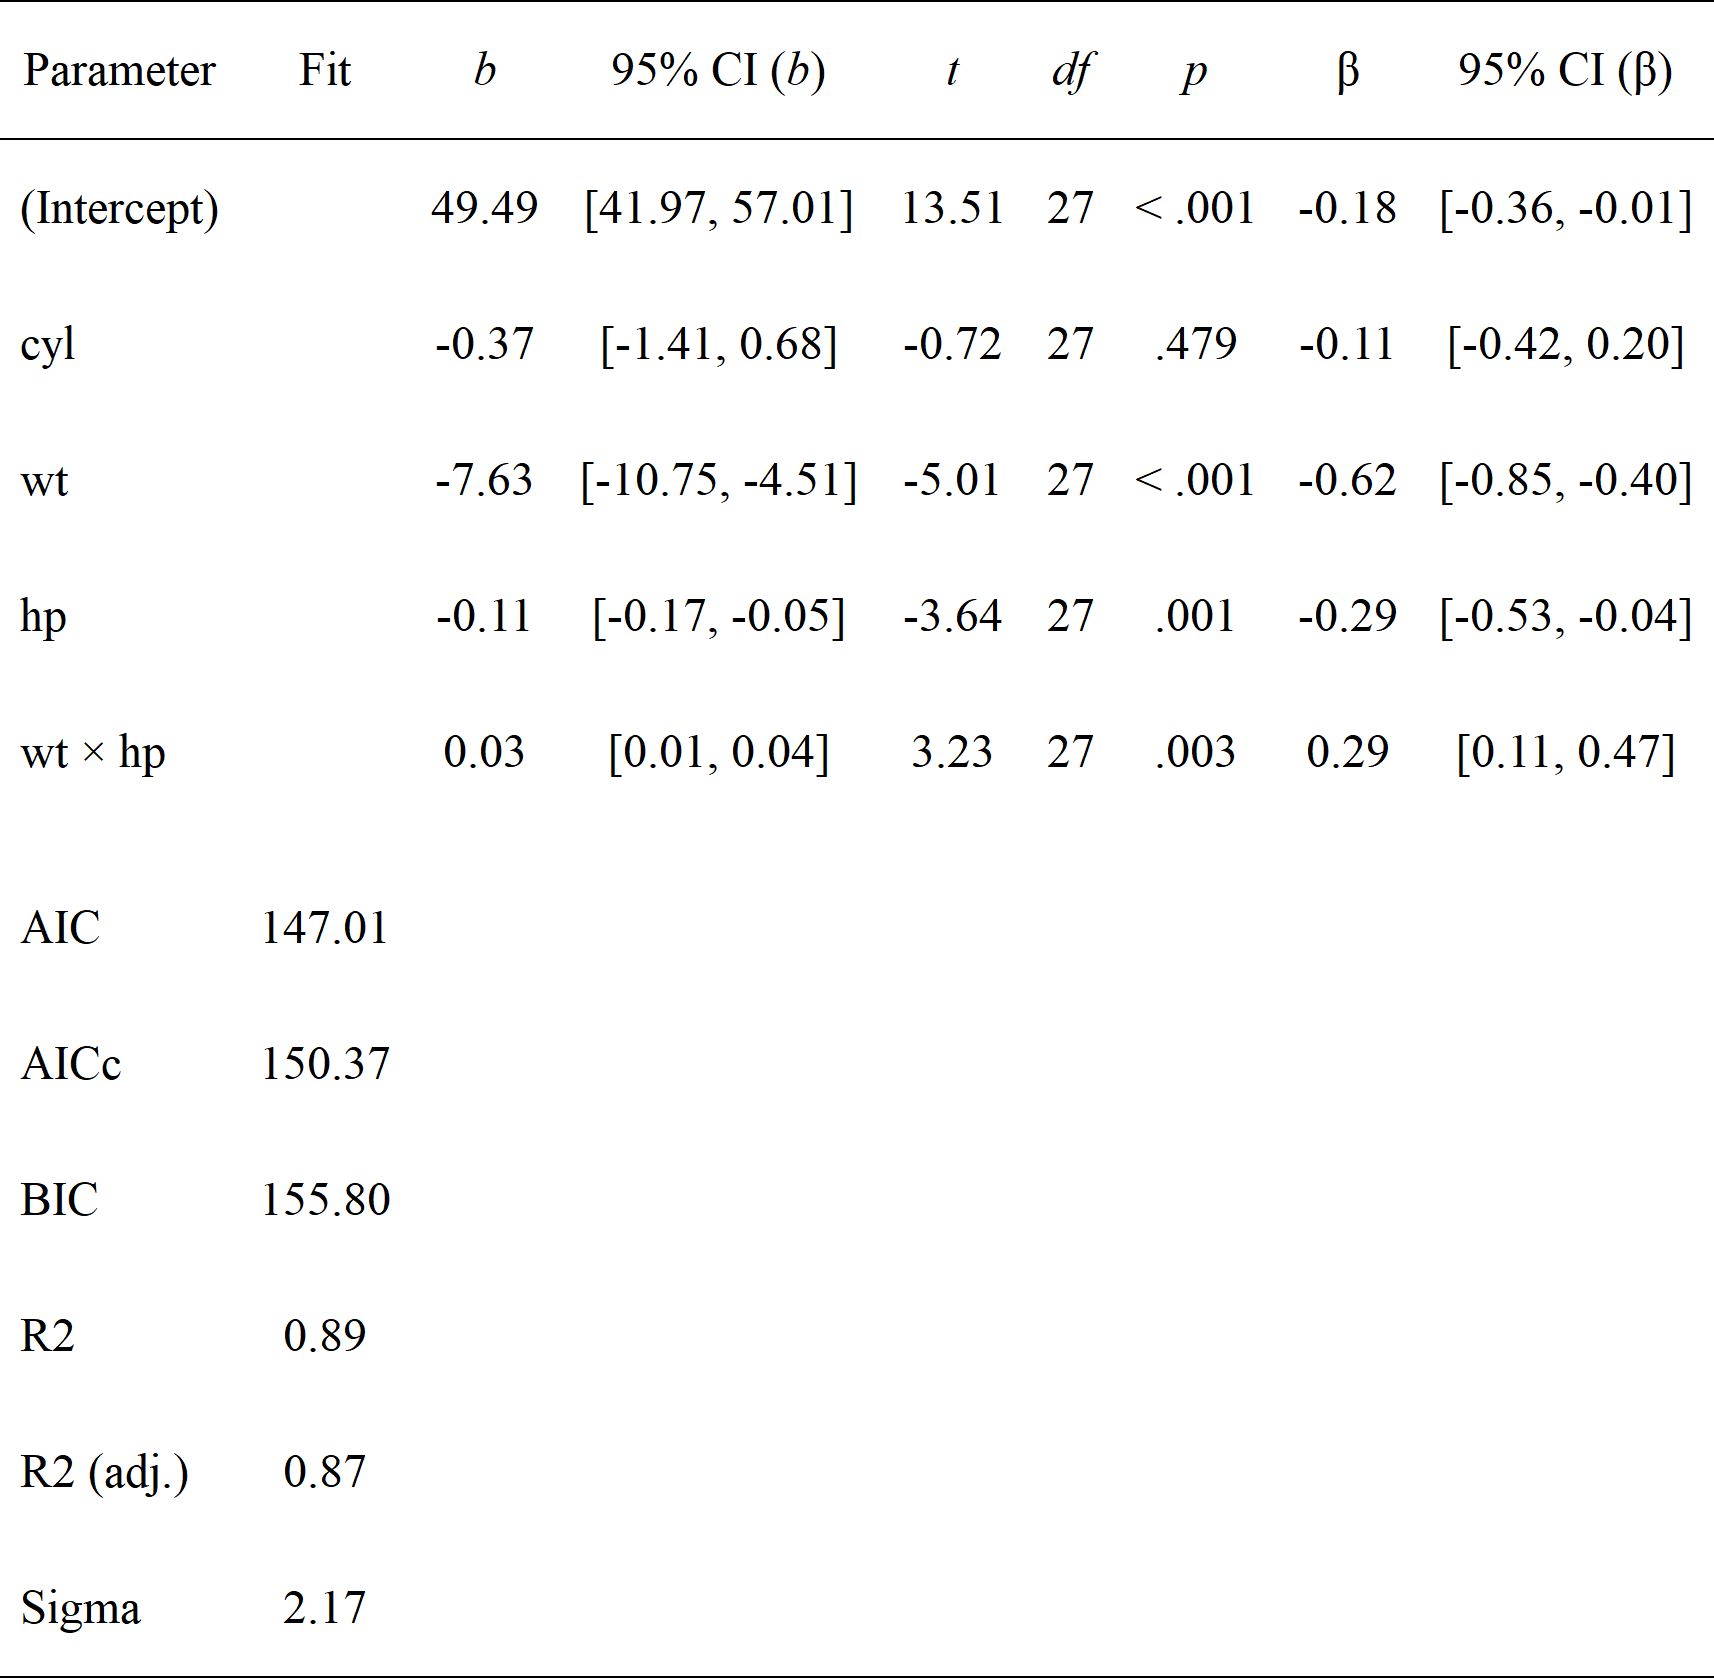 Parameter Fit b 95% CI (b) t df p β 95% CI (β)
(Intercept) 49.49 [41.97, 57.01] 13.51 27 < .001 -0.18 [-0.36, -0.01]
cyl -0.37 [-1.41, 0.68] -0.72 27 .479 -0.11 [-0.42, 0.20]
wt -7.63 [-10.75, -4.51] -5.01 27 < .001 -0.62 [-0.85, -0.40]
hp -0.11 [-0.17, -0.05] -3.64 27 .001 -0.29 [-0.53, -0.04]
wt × hp 0.03 [0.01, 0.04] 3.23 27 .003 0.29 [0.11, 0.47]
AIC 147.01
AICc 150.37
BIC 155.80
R2 0.89
R2 (adj.) 0.87
Sigma 2.17